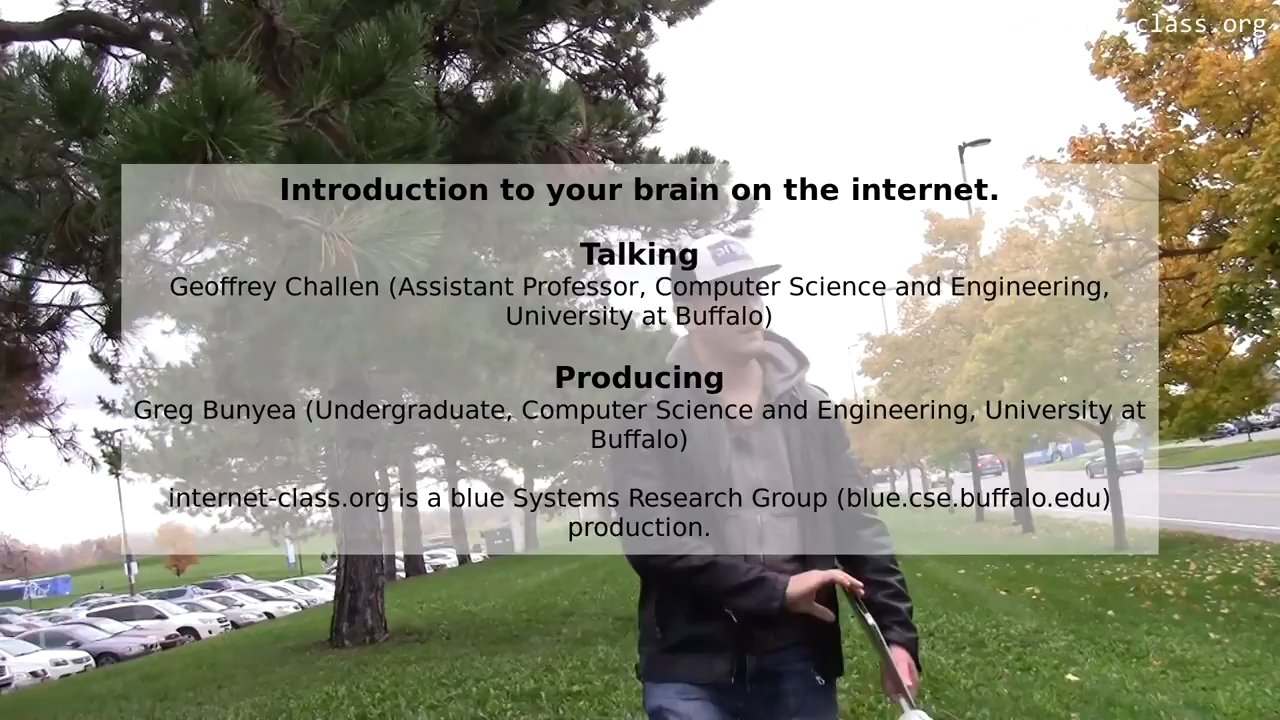 class.org
Introduction to your brain on the internet.
Talking
Geoffrey Challen (Assistant Professor, Computer Science and Engineering,
University at Buffalo)
Producing
Greg Bunyea (Undergraduate, Computer Science and Engineering, University at
Buffalo)
internet-class.org is a blue Systems Research Group (blue.cse.buffalo.edu)
production.